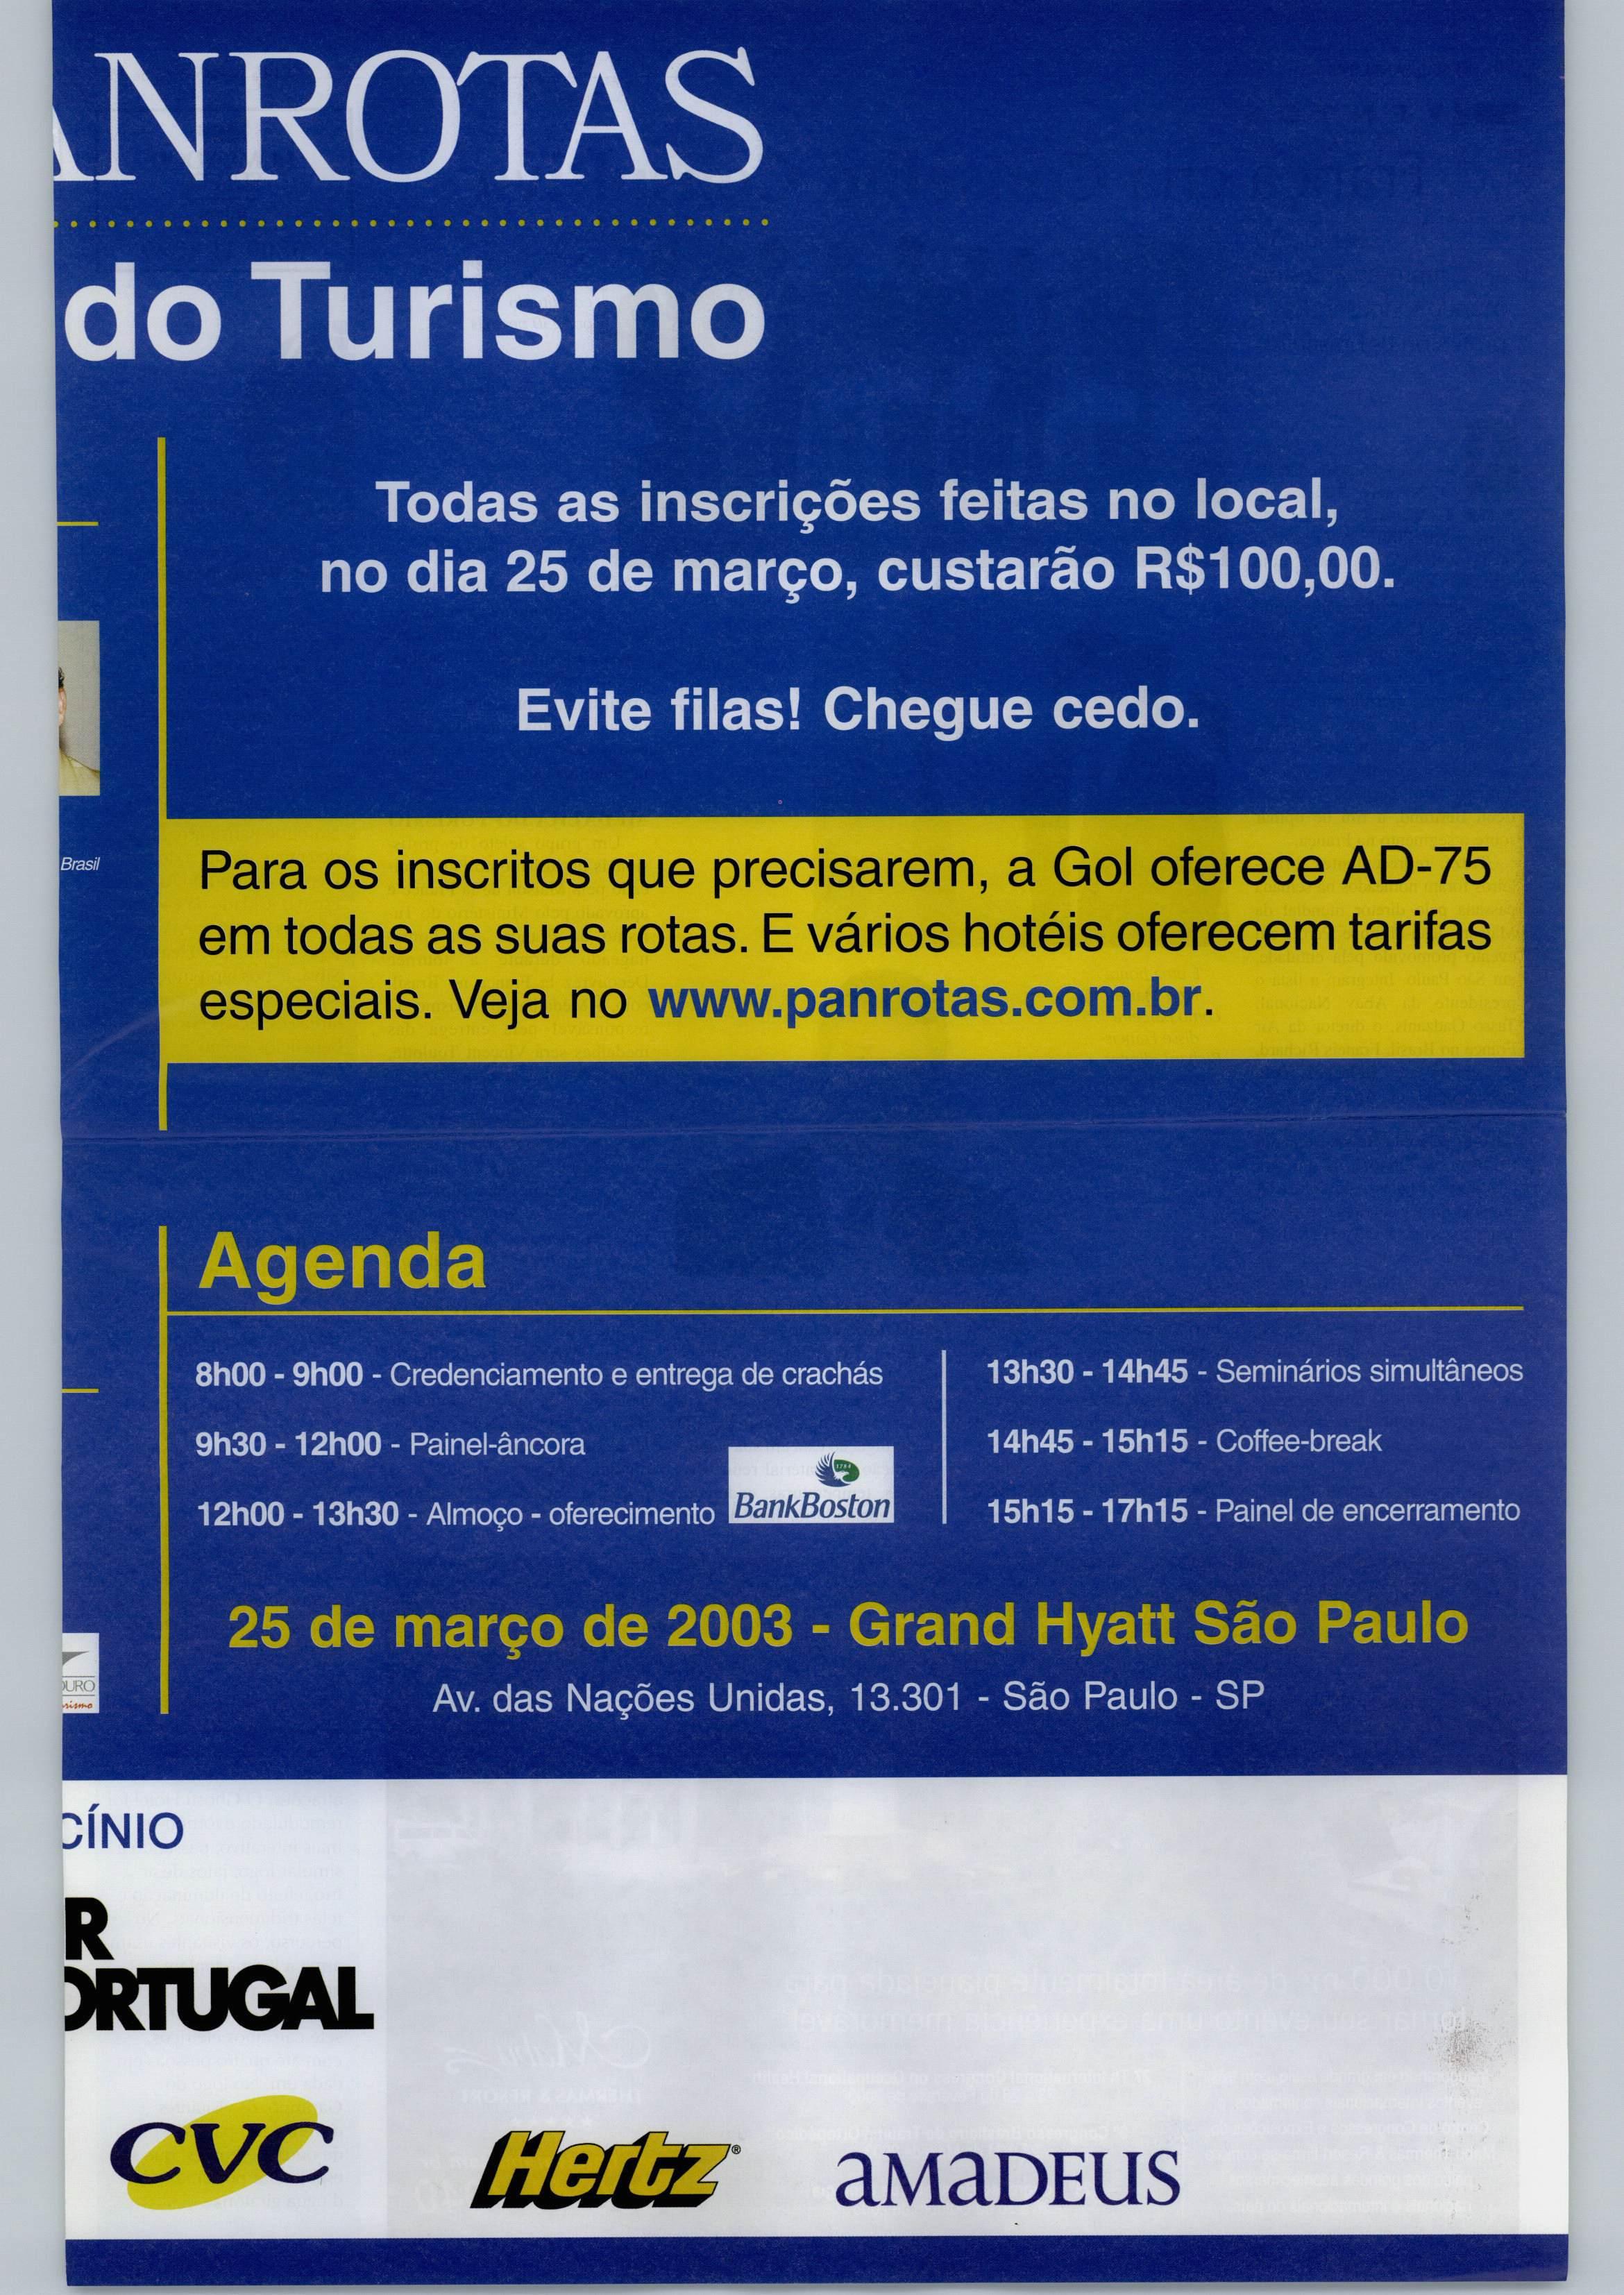 ANROTAS
do Turismo
Todas as inscrições feitas no local,
no dia 25 de março, custarão R$100,00.
Evite filas! Chegue cedo.
Brasil
Para os inscritos que precisarem, a Gol oferece AD-75
em todas as suas rotas. E vários hotéis oferecem tarifas
especiais. Veja no www.panrotas.com.br.
Agenda
8h00 - 9h00 - Credenciamento e entrega de crachás
9h30 - 12h00 - Painel-âncora
12h00 - 13h30 - Almoço - oferecimento
1784
BankBoston
13h30 - 14h45 - Seminários simultâneos
14h45 - 15h15 - Coffee-break
15h15 - 17h15 - Painel de encerramento
25 de março de 2003 - Grand Hyatt São Paulo
Av. das Nações Unidas, 13.301 - São Paulo - SP
OURO
rismo
CÍNIO
R
ORTUGAL
CVC
Hertz®
aMaDEUS